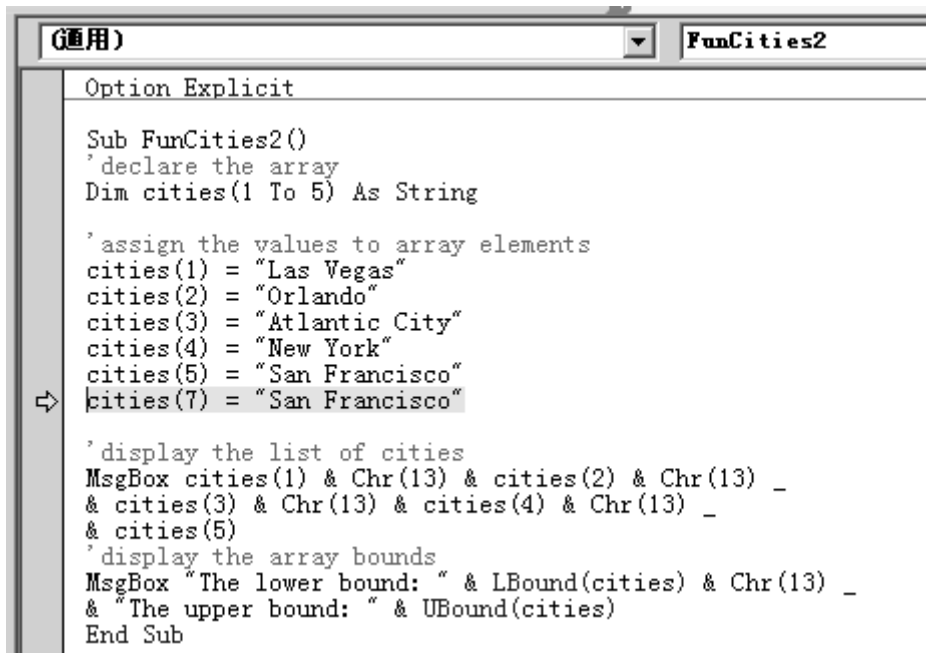 (通用)
FunCities2
Option Explicit
Sub FunCities2()
'declare the array
Dim cities(1 To 5) As String
'assign the values to array elements
cities(1) = "Las Vegas"
cities(2) = "Orlando"
cities(3) = "Atlantic City"
cities(4) = "New York"
cities(5) = "San Francisco"
cities(7) = "San Francisco"
'display the list of cities
MsgBox cities(1) & Chr(13) & cities(2) & Chr(13) _
& cities(3) & Chr(13) & cities(4) & Chr(13) _
& cities(5)
'display the array bounds
MsgBox "The lower bound: " & LBound(cities) & Chr(13) _
& "The upper bound: " & UBound(cities)
End Sub